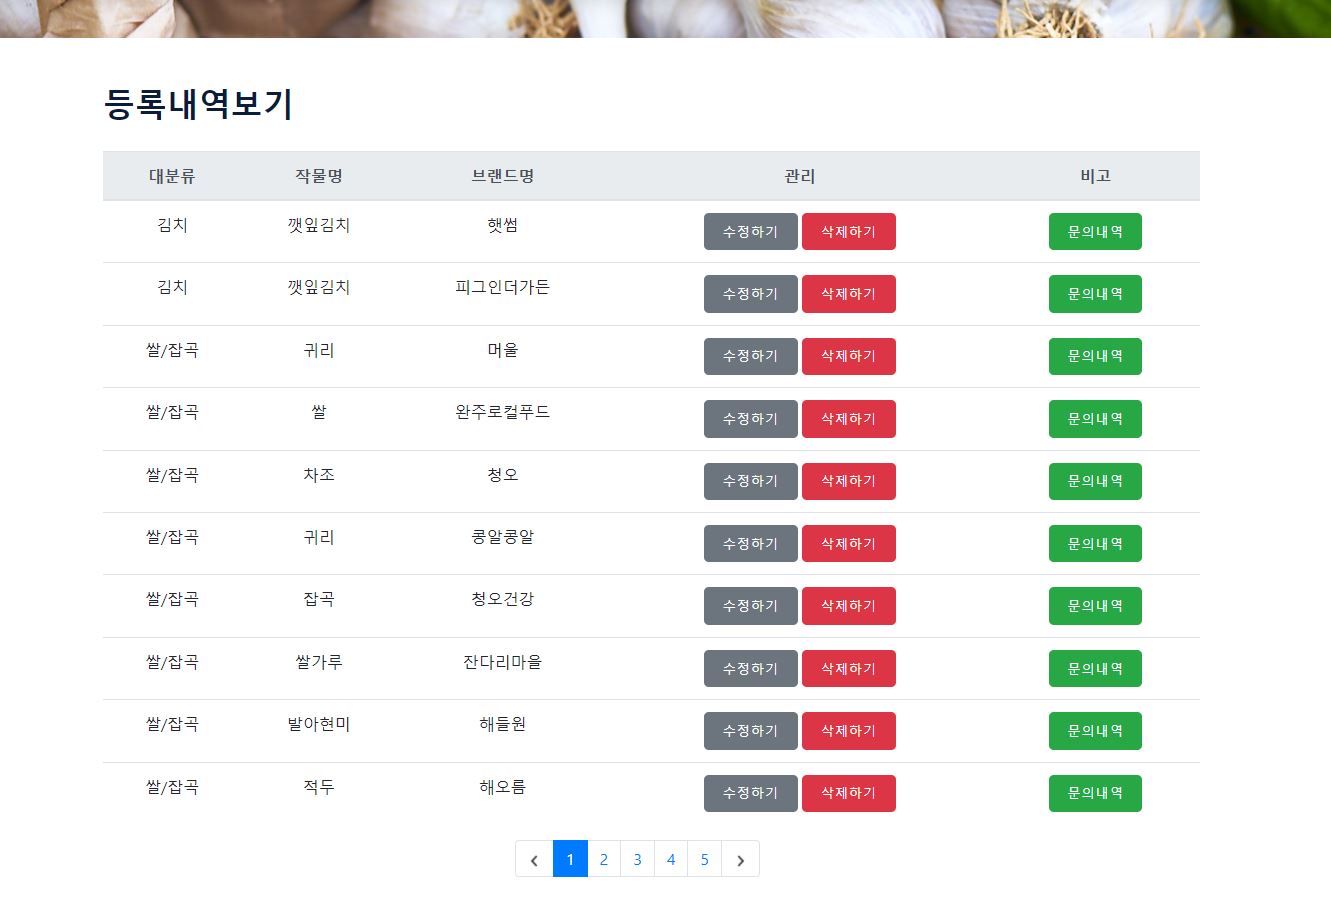 등록내역보기
대분류 작물명 브랜드명 관리 비고
김치 깻잎김치 햇썸 수정하기 삭제하기 문의내역
김치 깻잎김치 피그인더가든 수정하기 삭제하기 문의내역
쌀/잡곡 귀리 머울 수정하기 삭제하기 문의내역
쌀/잡곡 쌀 완주로컬푸드 수정하기 삭제하기 문의내역
쌀/잡곡 차조 청오 수정하기 삭제하기 문의내역
쌀/잡곡 귀리 콩알콩알 수정하기 삭제하기 문의내역
쌀/잡곡 잡곡 청오건강 수정하기 삭제하기 문의내역
쌀/잡곡 쌀가루 잔다리마을 수정하기 삭제하기 문의내역
쌀/잡곡 발아현미 해들원 수정하기 삭제하기 문의내역
쌀/잡곡 적두 해오름 수정하기 삭제하기 문의내역
‹ 1 2 3 4 5 ›